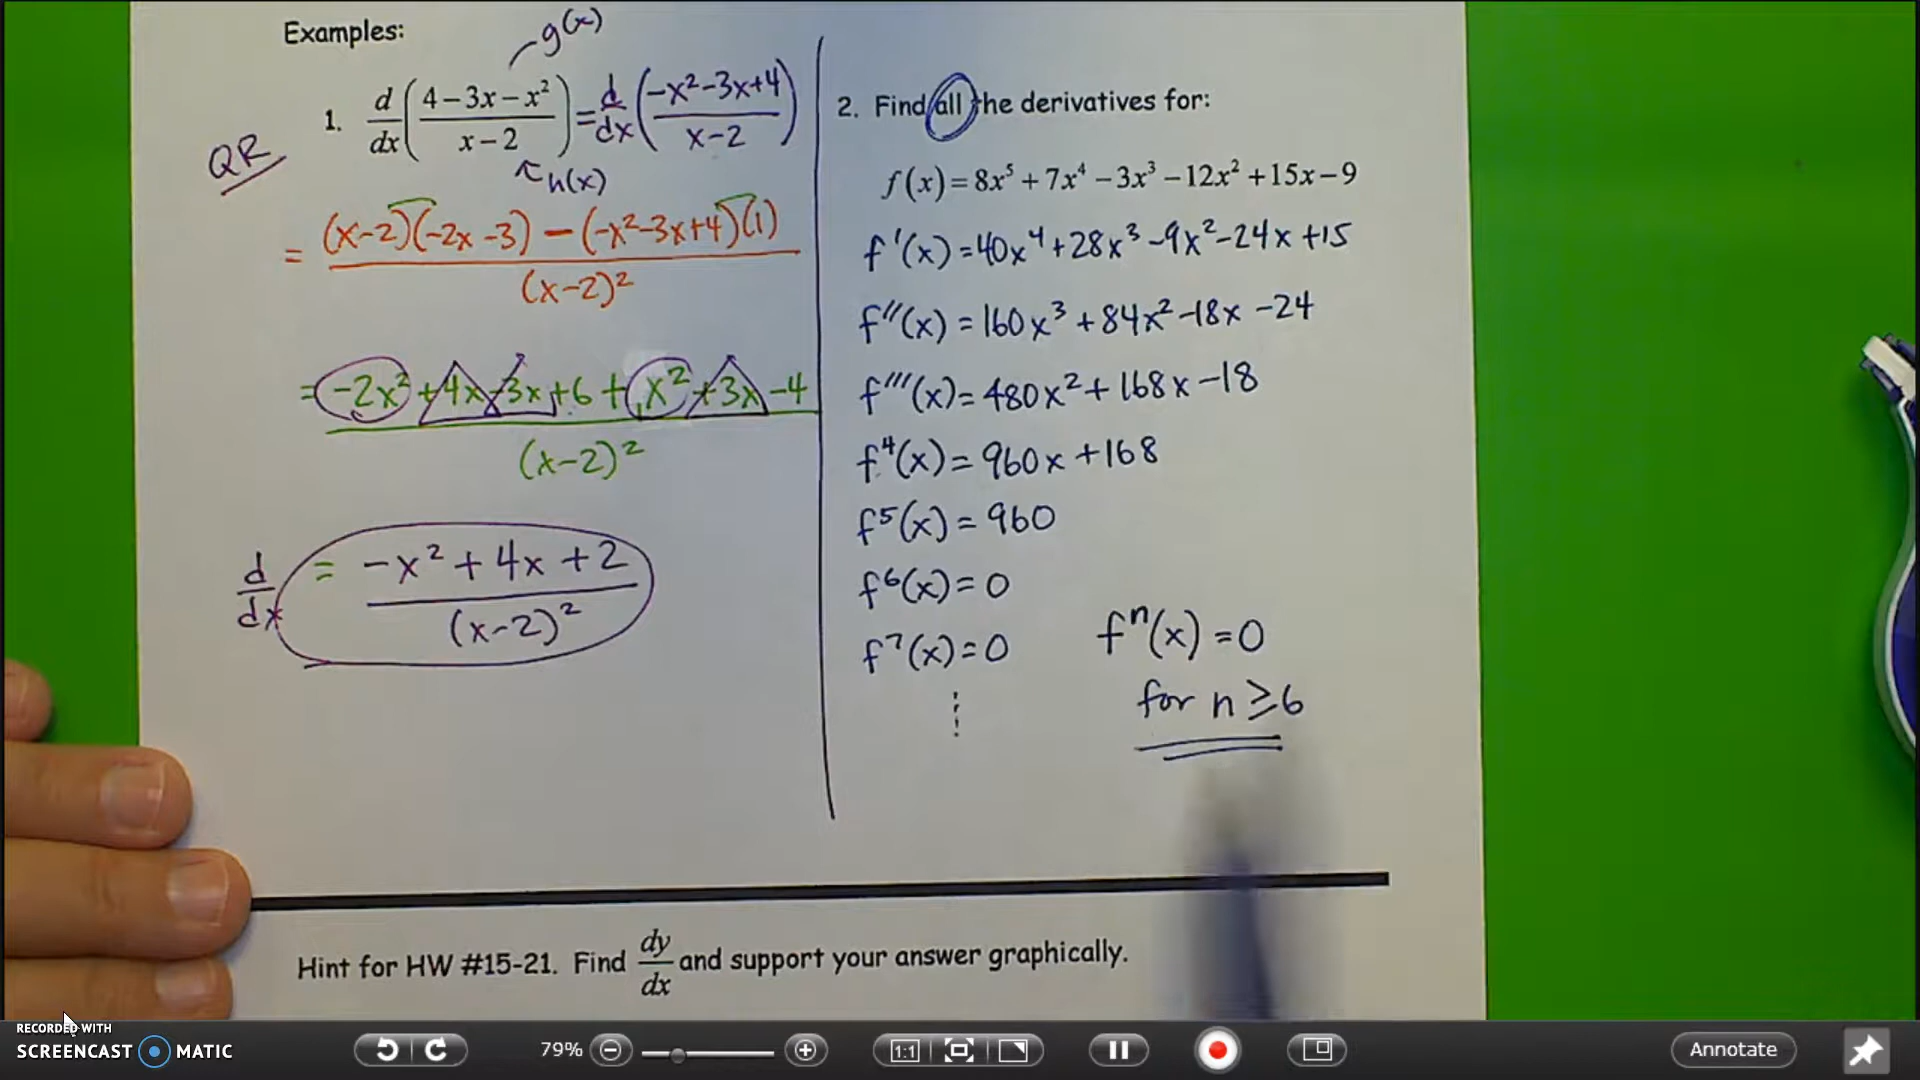 Examples:
g(x)
1. d/dx((4-3x-x²)/(x-2)) = d/dx((-x²-3x+4)/(x-2))
QR
h(x)
= ((x-2)(-2x-3)-(-x²-3x+4)(1))/(x-2)²
= (-2x²+4x-3x+6+x²+3x-4)/(x-2)²
d/dx = (-x²+4x+2)/(x-2)²
2. Find all the derivatives for:
f(x)=8x⁵+7x⁴-3x³-12x²+15x-9
f'(x)=40x⁴+28x³-9x²-24x+15
f''(x)=160x³+84x²-18x-24
f'''(x)=480x²+168x-18
f⁴(x)=960x+168
f⁵(x)=960
f⁶(x)=0
f⁷(x)=0
⋮
fⁿ(x)=0
for n≥6
Hint for HW #15-21. Find dy/dx and support your answer graphically.
RECORDED WITH
SCREENCAST MATIC
79%
1:1
Annotate